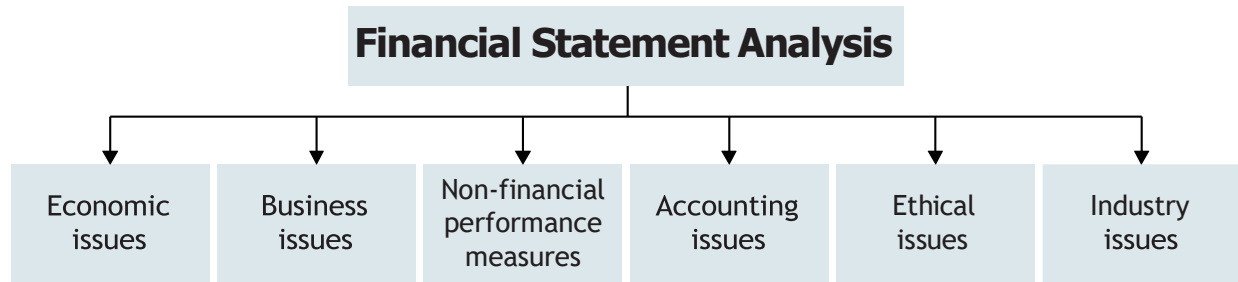 Financial Statement Analysis
Economic
issues
Business
issues
Non-financial
performance
measures
Accounting
issues
Ethical
issues
Industry
issues